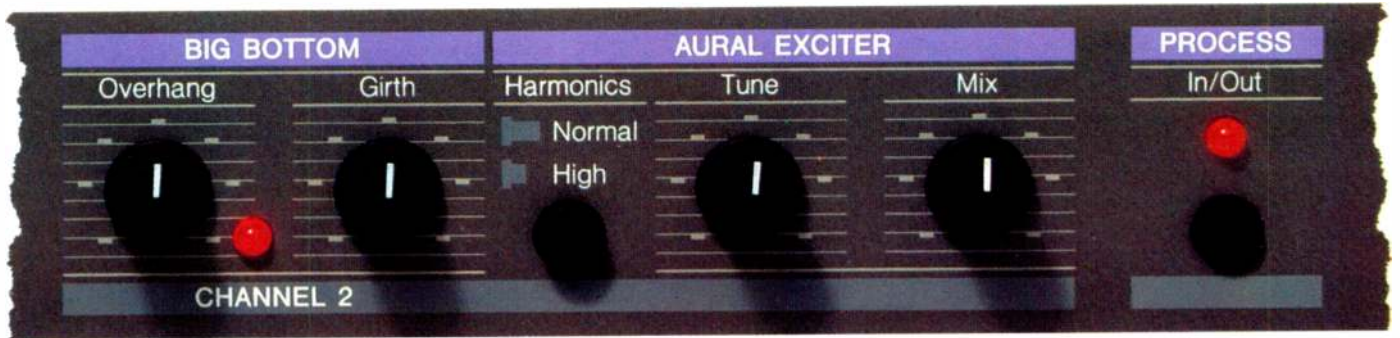 BIG BOTTOM
AURAL EXCITER
PROCESS
Overhang
Girth
Harmonics
Tune
Mix
In/Out
Normal
High
CHANNEL 2